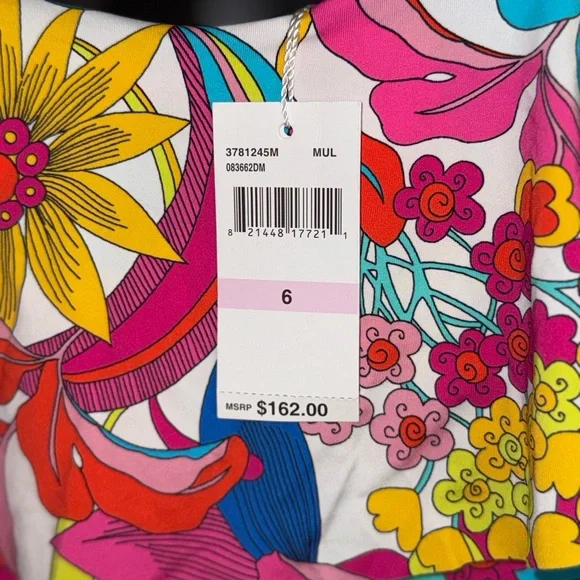 3781245M MUL
083662DM
8 21448 17721 1
6
MSRP $162.00